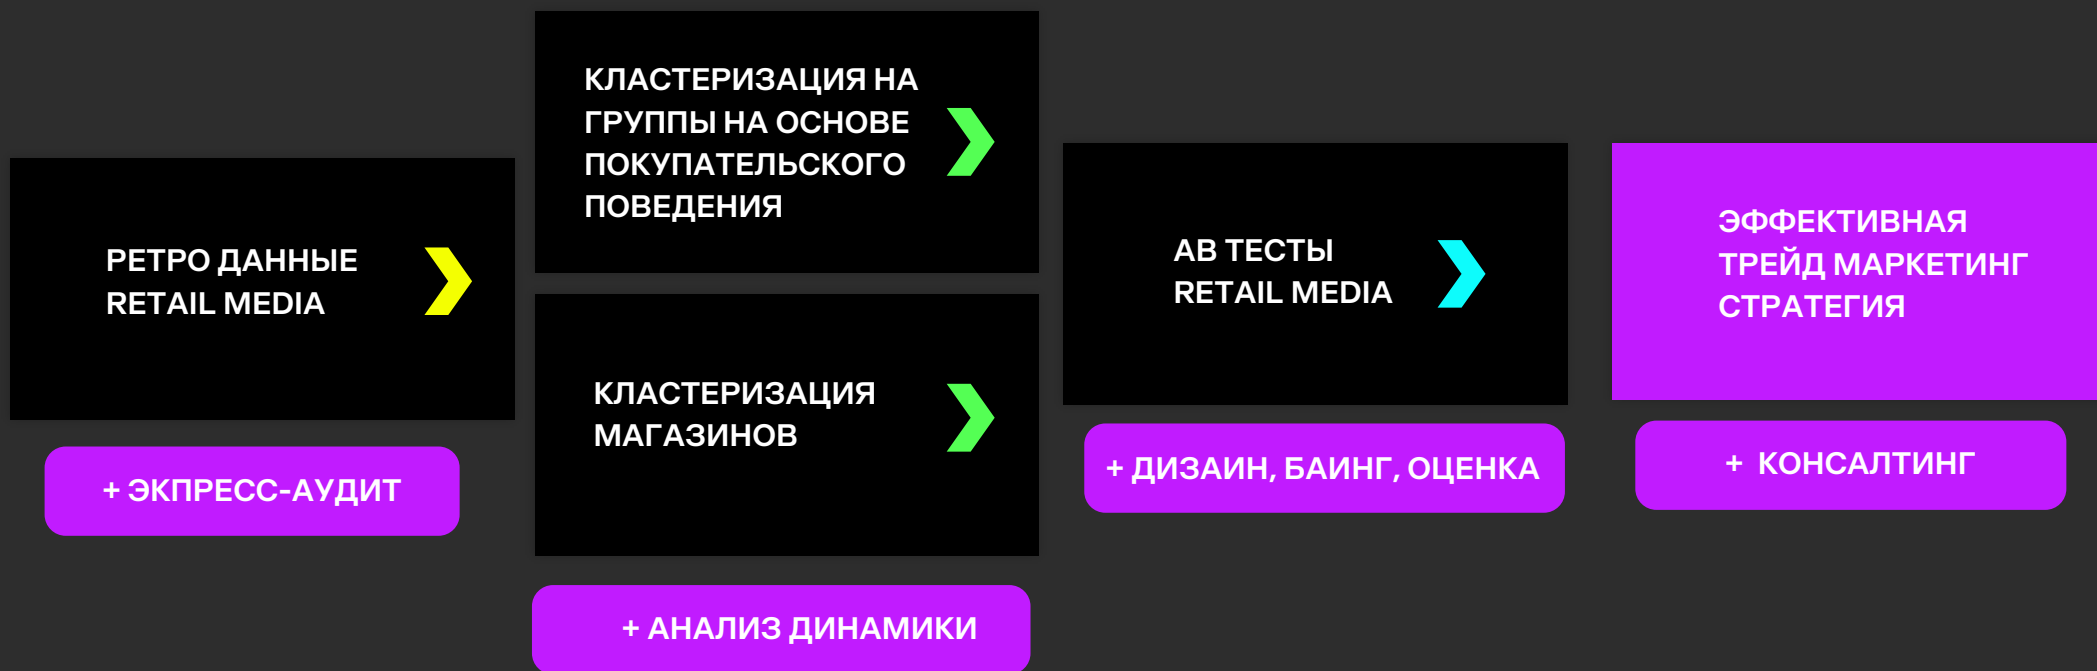 РЕТРО ДАННЫЕ
RETAIL MEDIA
+ ЭКПРЕСС-АУДИТ
КЛАСТЕРИЗАЦИЯ НА
ГРУППЫ НА ОСНОВЕ
ПОКУПАТЕЛЬСКОГО
ПОВЕДЕНИЯ
КЛАСТЕРИЗАЦИЯ
МАГАЗИНОВ
+ АНАЛИЗ ДИНАМИКИ
АВ ТЕСТЫ
RETAIL MEDIA
+ ДИЗАИН, БАИНГ, ОЦЕНКА
ЭФФЕКТИВНАЯ
ТРЕЙД МАРКЕТИНГ
СТРАТЕГИЯ
+ КОНСАЛТИНГ